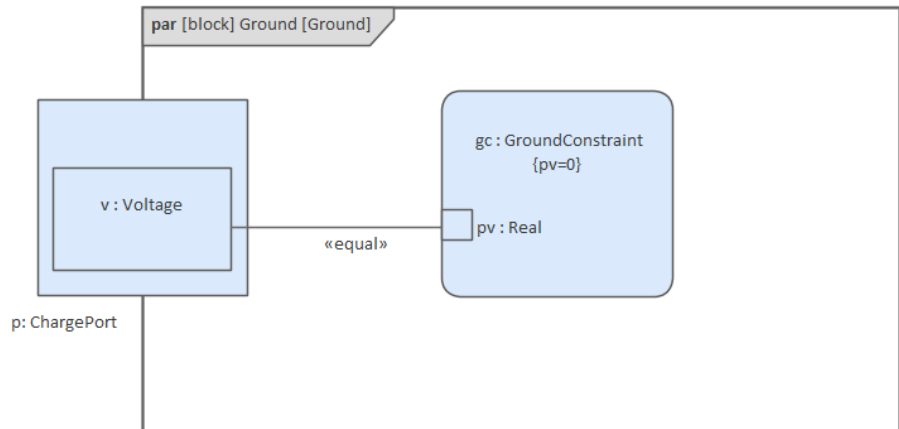 par [block] Ground [Ground]
gc : GroundConstraint
{pv=0}
v : Voltage
pv : Real
«equal»
p: ChargePort